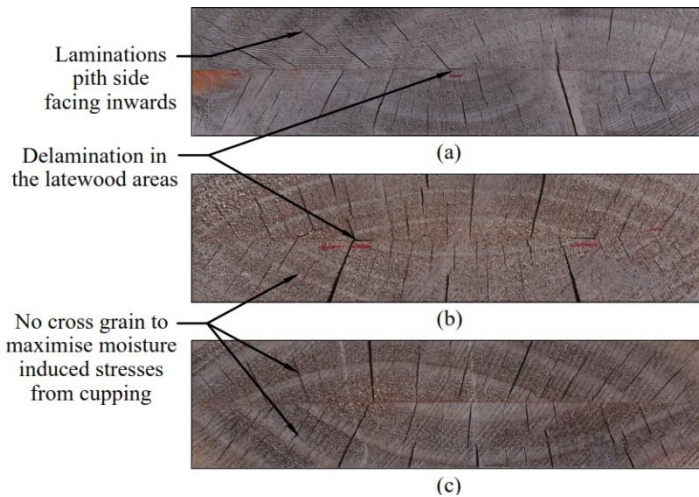 Laminations
pith side
facing inwards
(a)
Delamination in
the latewood areas
(b)
No cross grain to
maximise moisture
induced stresses
from cupping
(c)